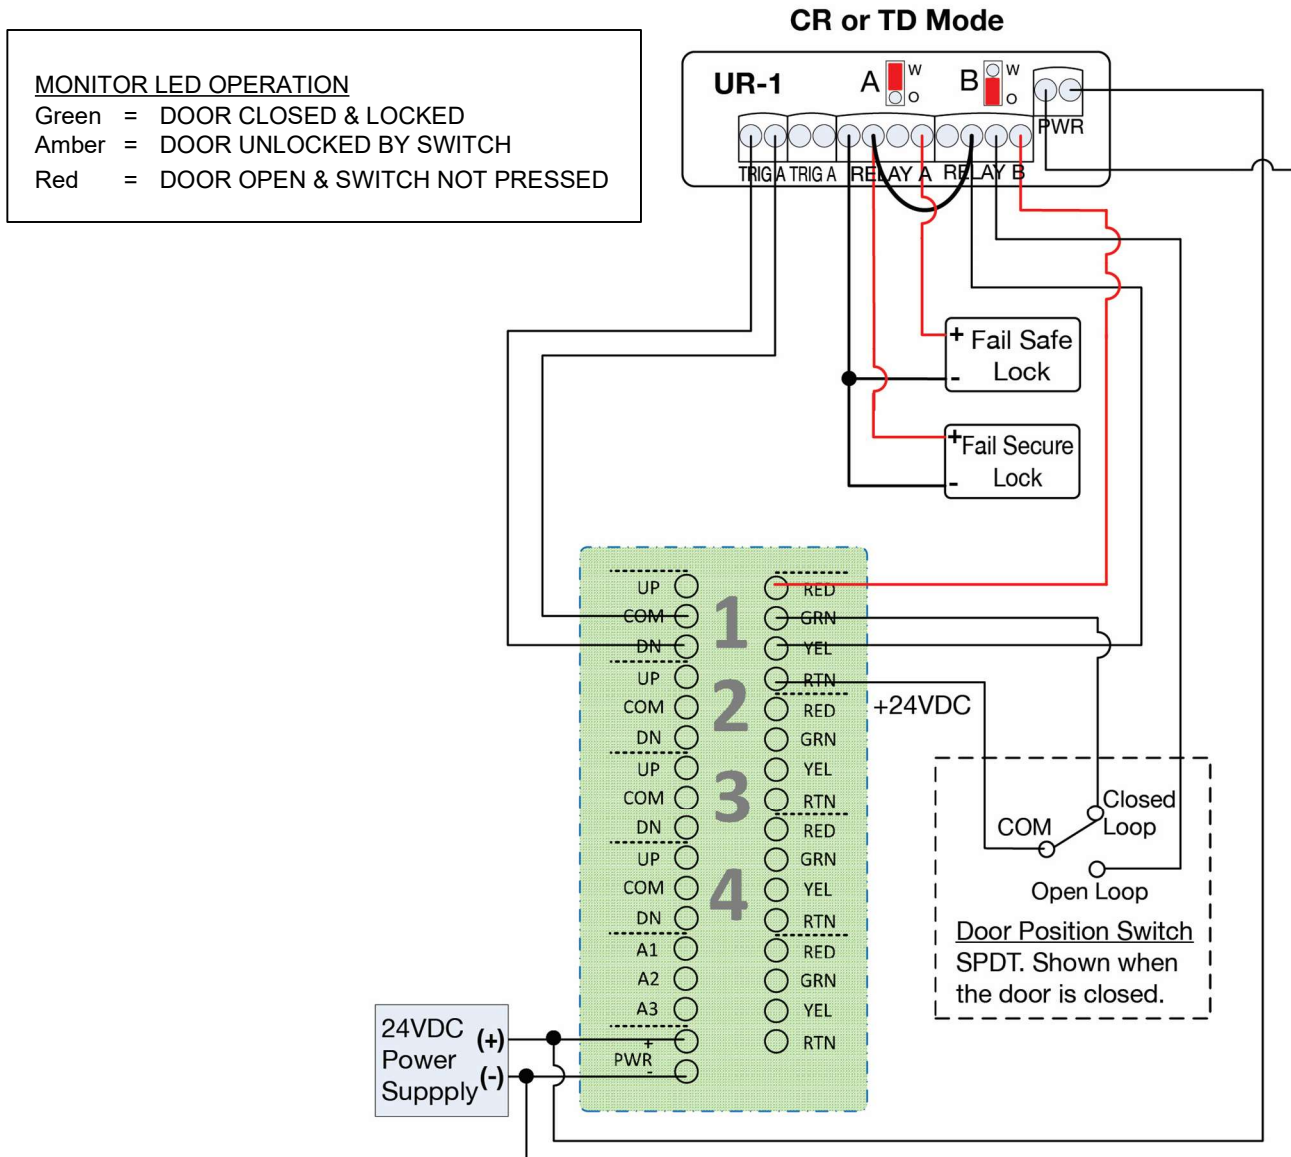 CR or TD Mode
MONITOR LED OPERATION
Green = DOOR CLOSED & LOCKED
Amber = DOOR UNLOCKED BY SWITCH
Red = DOOR OPEN & SWITCH NOT PRESSED
UR-1
A
W
O
B
W
O
PWR
TRIG A
TRIG A
RELAY A
RELAY B
+ Fail Safe
- Lock
+ Fail Secure
- Lock
1
2
3
4
UP
COM
DN
UP
COM
DN
UP
COM
DN
UP
COM
DN
A1
A2
A3
+
PWR
-
RED
GRN
YEL
RTN
RED
GRN
YEL
RTN
RED
GRN
YEL
RTN
RED
GRN
YEL
RTN
+24VDC
COM
Closed
Loop
Open Loop
Door Position Switch
SPDT. Shown when
the door is closed.
24VDC (+)
Power
Suppply (-)